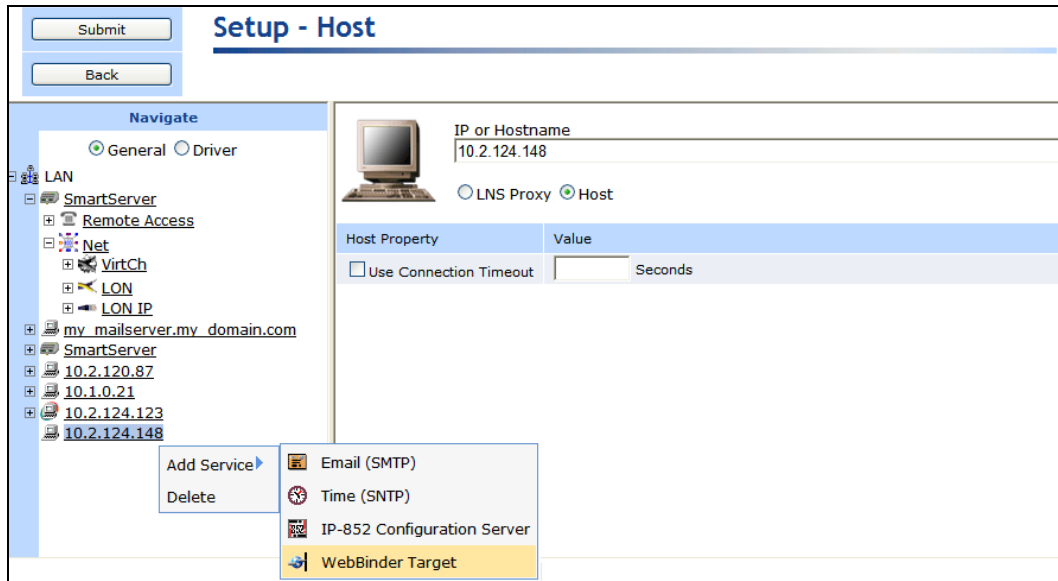 Submit
Setup - Host
Back
Navigate
General Driver
LAN
SmartServer
Remote Access
Net
VirtCh
LON
LON IP
my_mailserver.my_domain.com
SmartServer
10.2.120.87
10.1.0.21
10.2.124.123
10.2.124.148
IP or Hostname
10.2.124.148
LNS Proxy Host
Host Property Value
Use Connection Timeout Seconds
Add Service
Delete
Email (SMTP)
Time (SNTP)
IP-852 Configuration Server
WebBinder Target